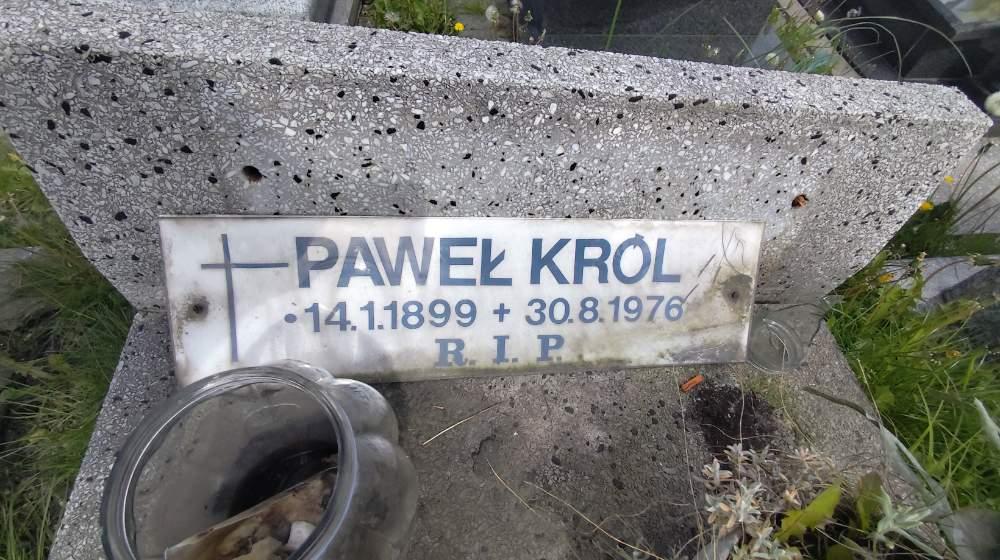 PAWEŁ KRÓL
• 14.1.1899 + 30.8.1976
R. I. P.